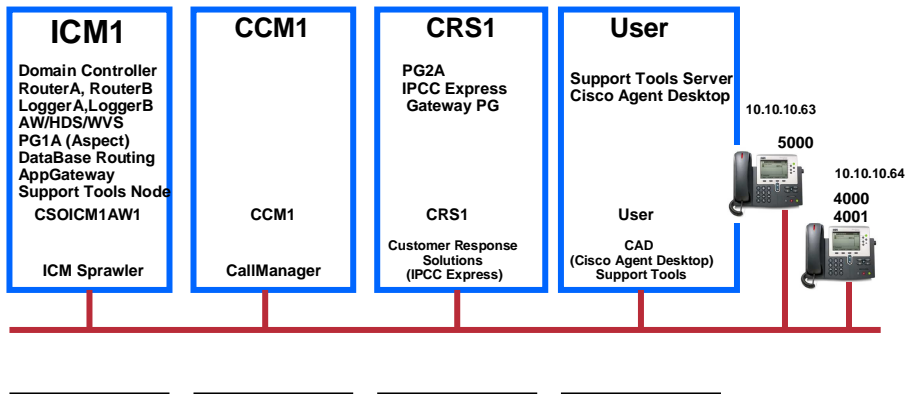 ICM1
Domain Controller
RouterA, RouterB
LoggerA,LoggerB
AW/HDS/WVS
PG1A (Aspect)
DataBase Routing
AppGateway
Support Tools Node
CSOICM1AW1
ICM Sprawler
CCM1
CCM1
CallManager
CRS1
PG2A
IPCC Express
Gateway PG
CRS1
Customer Response
Solutions
(IPCC Express)
User
Support Tools Server
Cisco Agent Desktop
User
CAD
(Cisco Agent Desktop)
Support Tools
10.10.10.63
5000
10.10.10.64
4000
4001